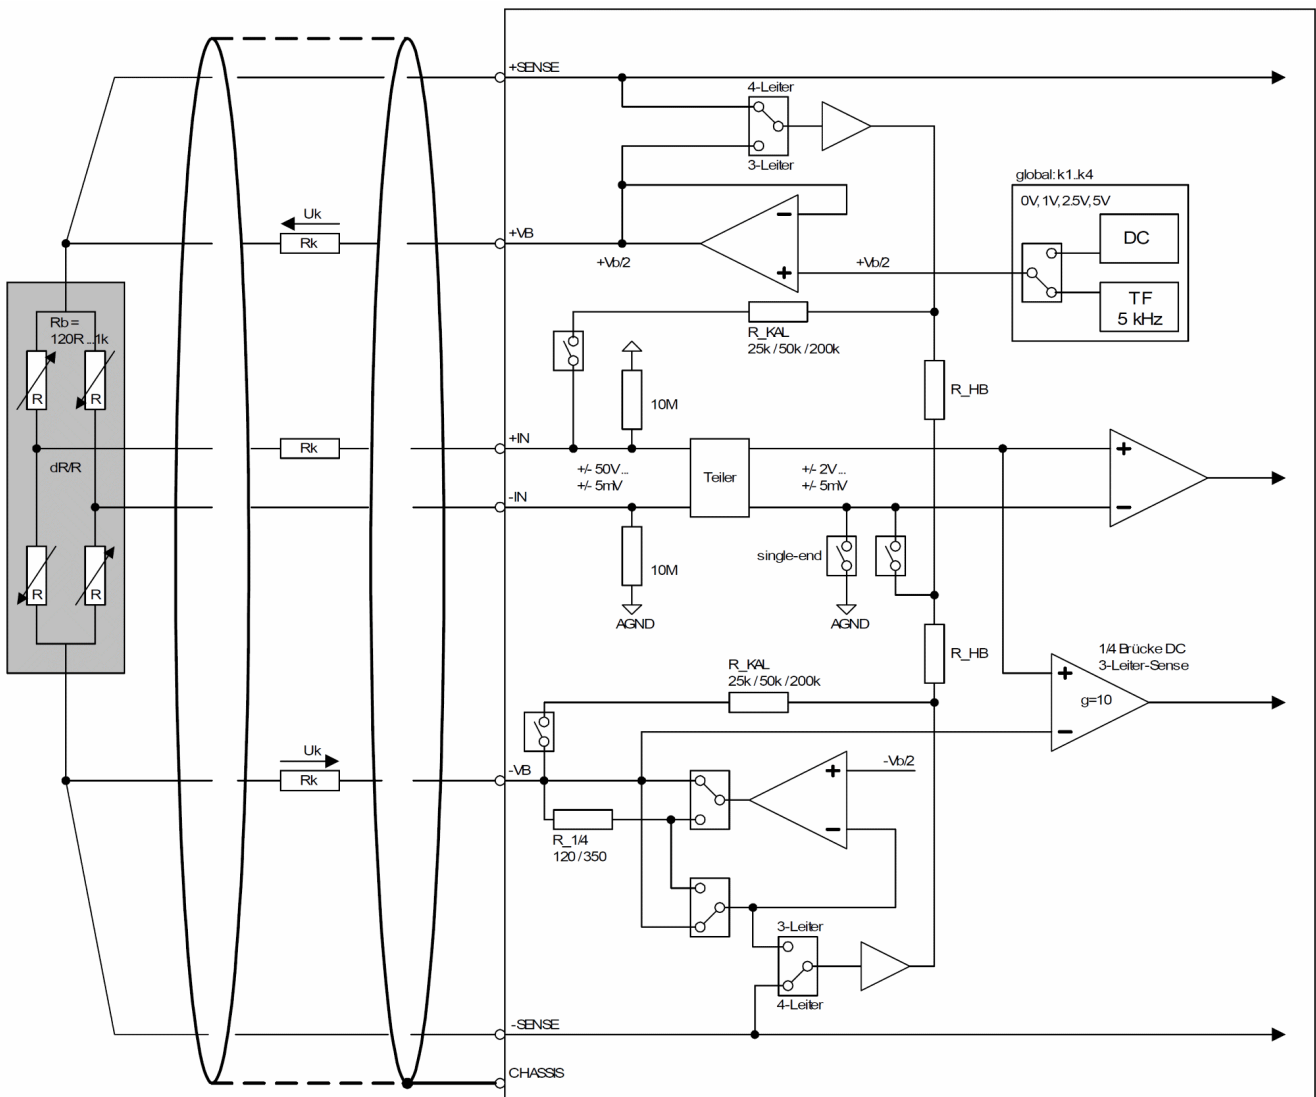 +SENSE
4-Leiter
3-Leiter
global: k1..k4
0V, 1V, 2.5V, 5V
DC
TF
5 kHz
Uk
Rk
+VB
+Vb/2
+Vb/2
Rb =
120R...1k
R
R
R_KAL
25k / 50k / 200k
10M
R_HB
Rk
+IN
+/- 50V...
+/- 5mV
Teiler
+/- 2V...
+/- 5mV
dR/R
-IN
single-end
10M
R
R
AGND
AGND
R_HB
1/4 Brücke DC
3-Leiter-Sense
R_KAL
25k / 50k / 200k
g=10
Uk
Rk
-VB
-Vb/2
R_1/4
120 / 350
3-Leiter
4-Leiter
-SENSE
CHASSIS